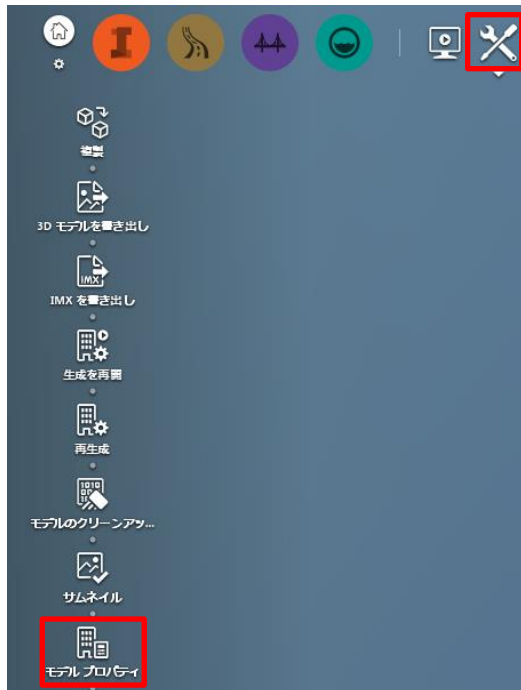 複製
3D モデルを書き出し
IMX
IMX を書き出し
生成を再開
再生成
1010
モデルのクリーンアッ...
サムネイル
モデル プロパティ